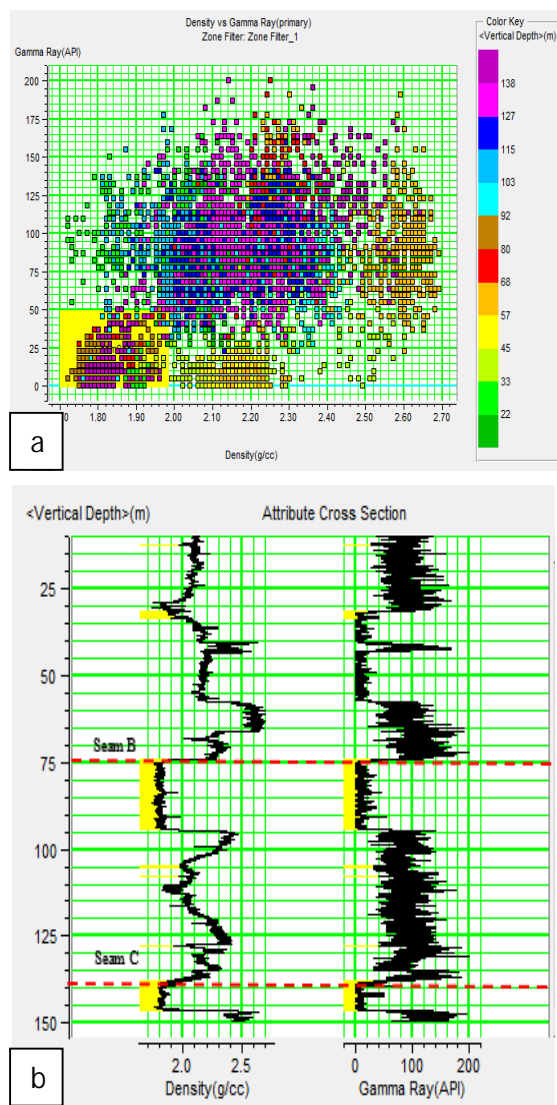 Density vs Gamma Ray(primary)
Zone Filter: Zone Filter_1
Gamma Ray(API)
Color Key
<Vertical Depth>(m)
200
175
150
125
100
75
50
25
0
1.80 1.90 2.00 2.10 2.20 2.30 2.40 2.50 2.60 2.70
Density(g/cc)
138
127
115
103
92
80
68
57
45
33
22
a
<Vertical Depth>(m) Attribute Cross Section
25
50
Seam B
75
100
125
Seam C
150
2.0 2.5 0 100 200
Density(g/cc) Gamma Ray(API)
b